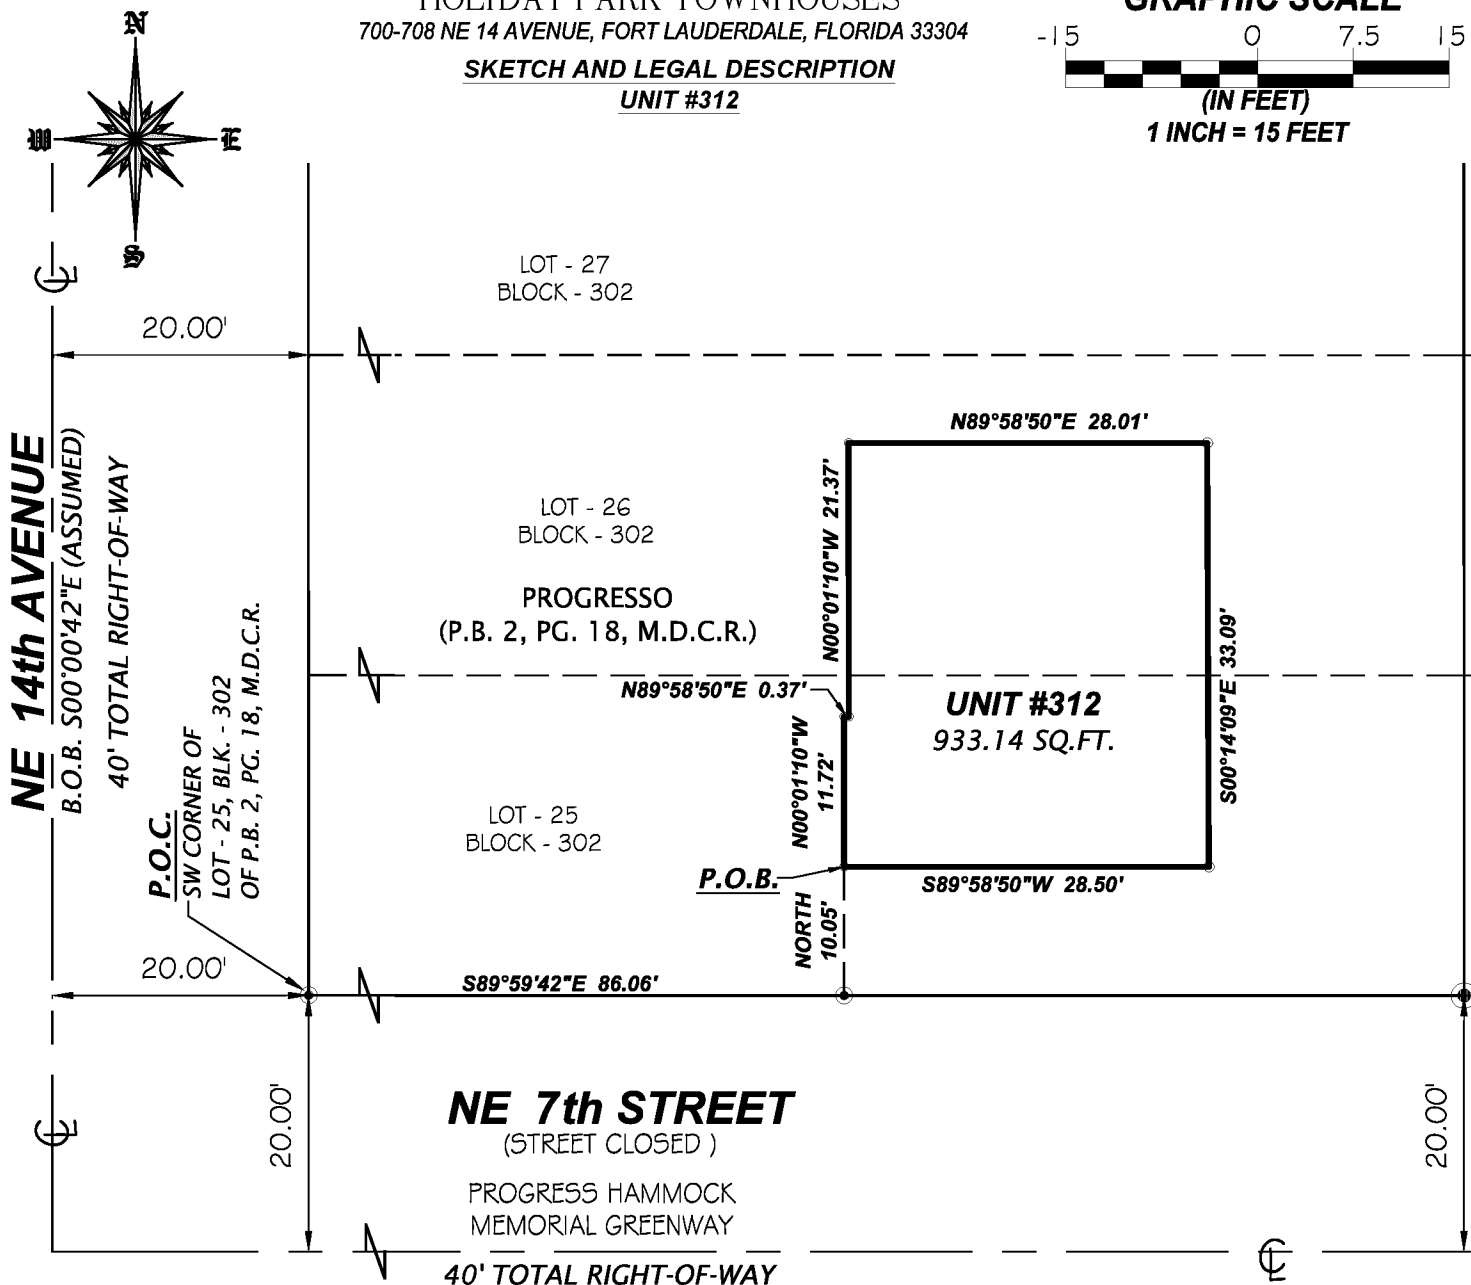 HOLIDAY PARK TOWNHOUSES
700-708 NE 14 AVENUE, FORT LAUDERDALE, FLORIDA 33304
SKETCH AND LEGAL DESCRIPTION
UNIT #312
GRAPHIC SCALE
-15 0 7.5 15
(IN FEET)
1 INCH = 15 FEET
N
W
E
S
LOT - 27
BLOCK - 302
20.00'
NE 14th AVENUE
B.O.B. S00°00'42"E (ASSUMED)
40' TOTAL RIGHT-OF-WAY
LOT - 26
BLOCK - 302
PROGRESSO
(P.B. 2, PG. 18, M.D.C.R.)
N89°58'50"E 28.01'
N00°01'10"W 21.37'
N89°58'50"E 0.37'
N00°01'10"W
11.72'
UNIT #312
933.14 SQ.FT.
S00°14'09"E 33.09'
LOT - 25
BLOCK - 302
P.O.C.
SW CORNER OF
LOT - 25, BLK. - 302
OF P.B. 2, PG. 18, M.D.C.R.
P.O.B.
S89°58'50"W 28.50'
NORTH
10.05'
20.00'
S89°59'42"E 86.06'
20.00'
20.00'
NE 7th STREET
(STREET CLOSED )
PROGRESS HAMMOCK
MEMORIAL GREENWAY
40' TOTAL RIGHT-OF-WAY